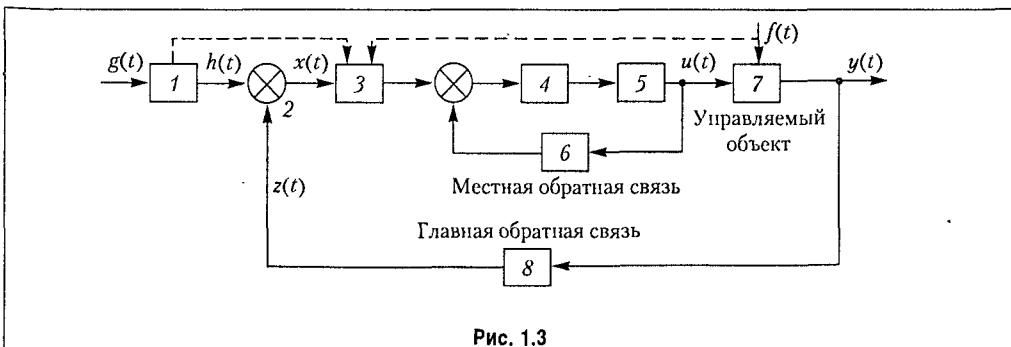 f(t)
g(t) h(t) x(t) u(t) y(t)
1 2 3 4 5 7
Управляемый
объект
6
Местная обратная связь
z(t)
Главная обратная связь
8
Рис. 1.3